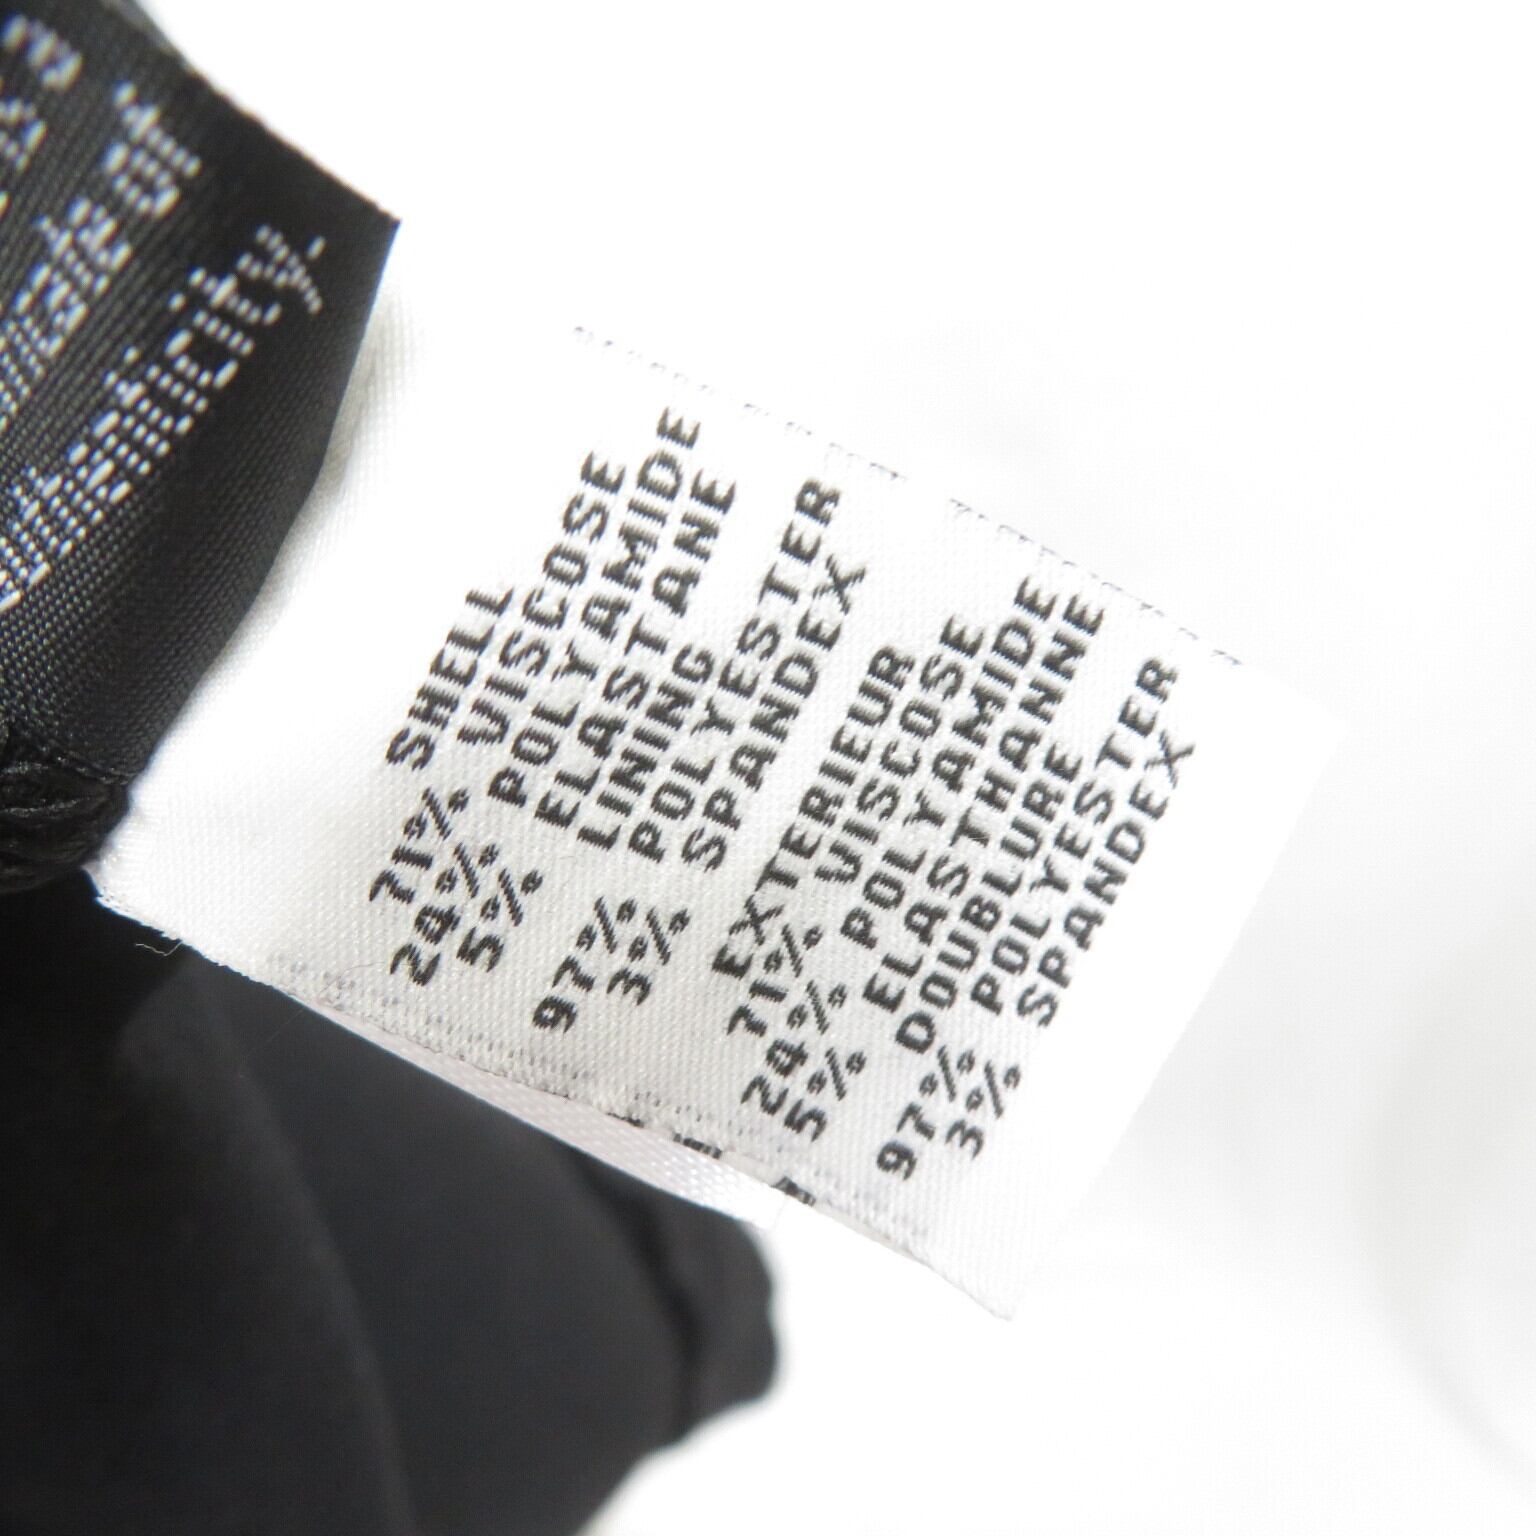 SHELL
71% VISCOSE
24% POLYAMIDE
5% ELASTANE
LINING
97% POLYESTER
3% SPANDEX
EXTERIEUR
71% VISCOSE
24% POLYAMIDE
5% ELASTHANNE
DOUBLURE
97% POLYESTER
3% SPANDEX